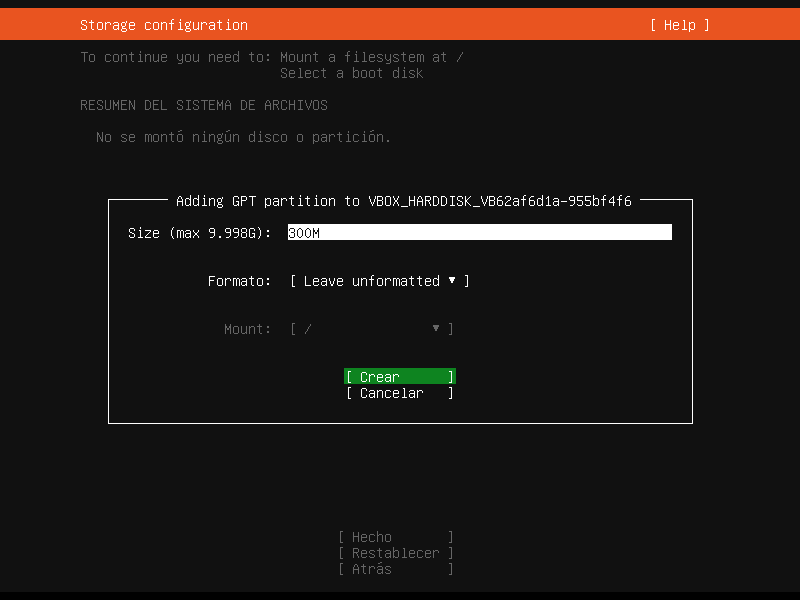 Storage configuration [ Help ]
To continue you need to: Mount a filesystem at /
Select a boot disk
RESUMEN DEL SISTEMA DE ARCHIVOS
No se montó ningún disco o partición.
Adding GPT partition to VBOX_HARDDISK_VB62af6d1a-955bf4f6
Size (max 9.998G): 300M
Formato: [ Leave unformatted ▾ ]
Mount: [ / ▾ ]
[ Crear ]
[ Cancelar ]
[ Hecho ]
[ Restablecer ]
[ Atrás ]